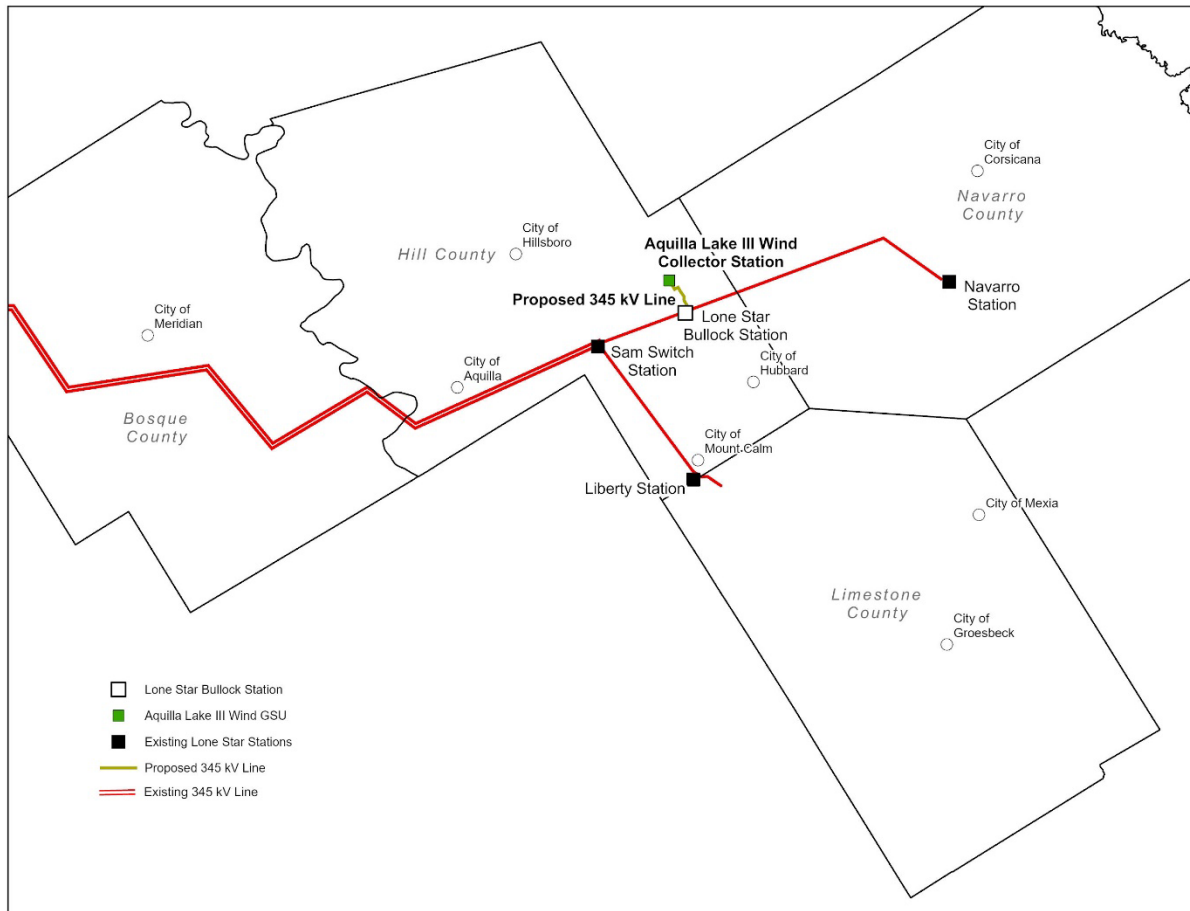 City of
Corsicana
Navarro
County
City of
Hillsboro
Hill County
Aquilla Lake III Wind
Collector Station
Proposed 345 kV Line
Navarro
Station
City of
Meridian
Lone Star
Bullock Station
Sam Switch
Station
City of
Hubbard
City of
Aquilla
Bosque
County
City of
Mount Calm
Liberty Station
City of Mexia
Limestone
County
City of
Groesbeck
Lone Star Bullock Station
Aquilla Lake III Wind GSU
Existing Lone Star Stations
Proposed 345 kV Line
Existing 345 kV Line